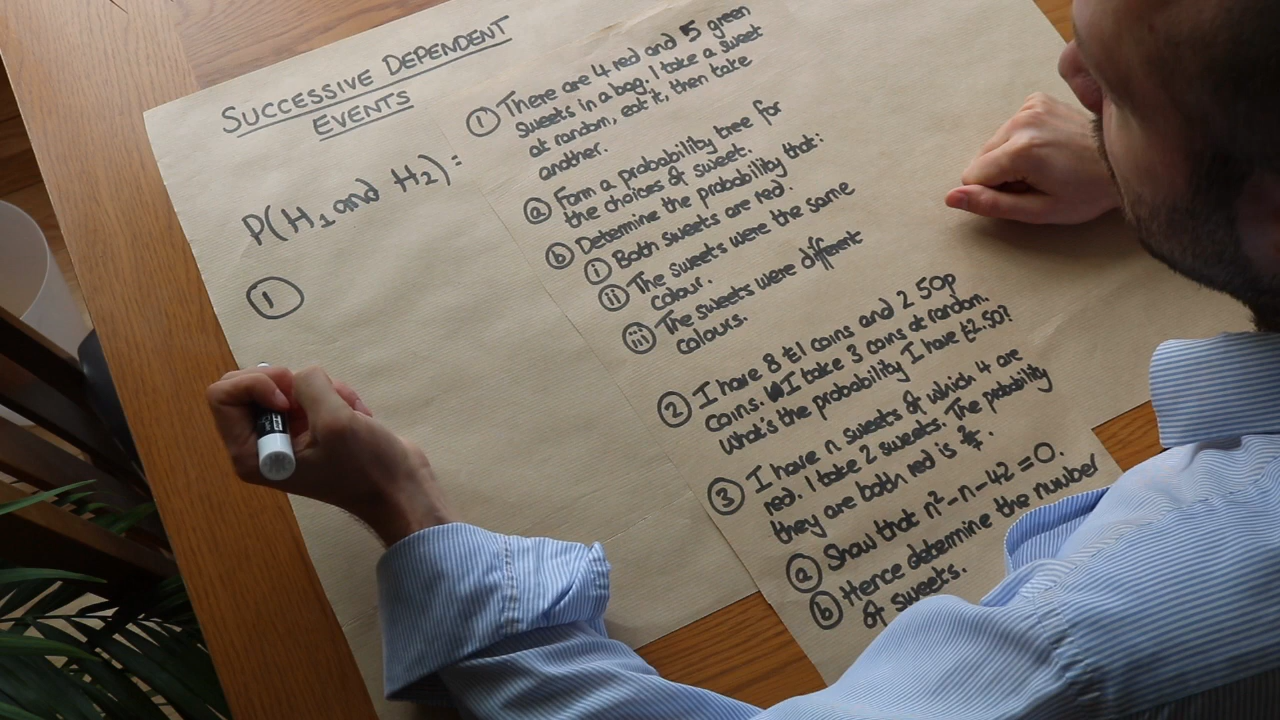 SUCCESSIVE DEPENDENT
EVENTS
P(H₁ and H₂) =
①
① There are 4 red and 5 green
sweets in a bag. I take a sweet
at random, eat it, then take
another.
ⓐ Form a probability tree for
the choices of sweet.
ⓑ Determine the probability that:
ⓘ Both sweets are red.
ⓘⓘ The sweets were the same
colour.
ⓘⓘⓘ The sweets were different
colours.
② I have 8 £1 coins and 2 50p
coins. I take 3 coins at random.
What's the probability I have £2.50?
③ I have n sweets of which 4 are
red. I take 2 sweets. The probability
they are both red is 2/7.
ⓐ Show that n²-n-42=0.
ⓑ Hence determine the number
of sweets.